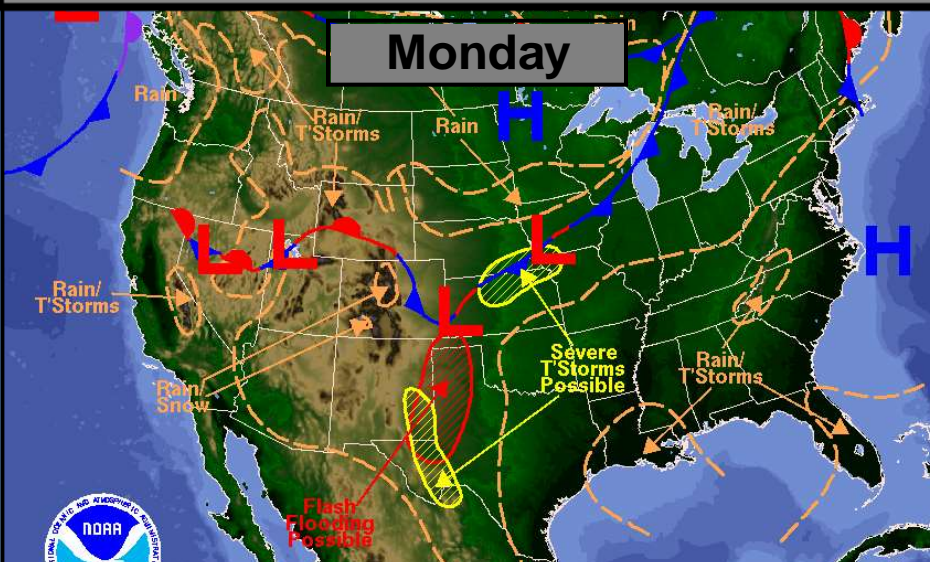 Monday
Rain
Rain
Rain/
T'Storms
Rain
H
Rain/
T'Storms
L
L
L
H
Rain/
T'Storms
L
Severe
T'Storms
Possible
Rain/
T'Storms
Rain/
Snow
Flash
Flooding
Possible
NOAA